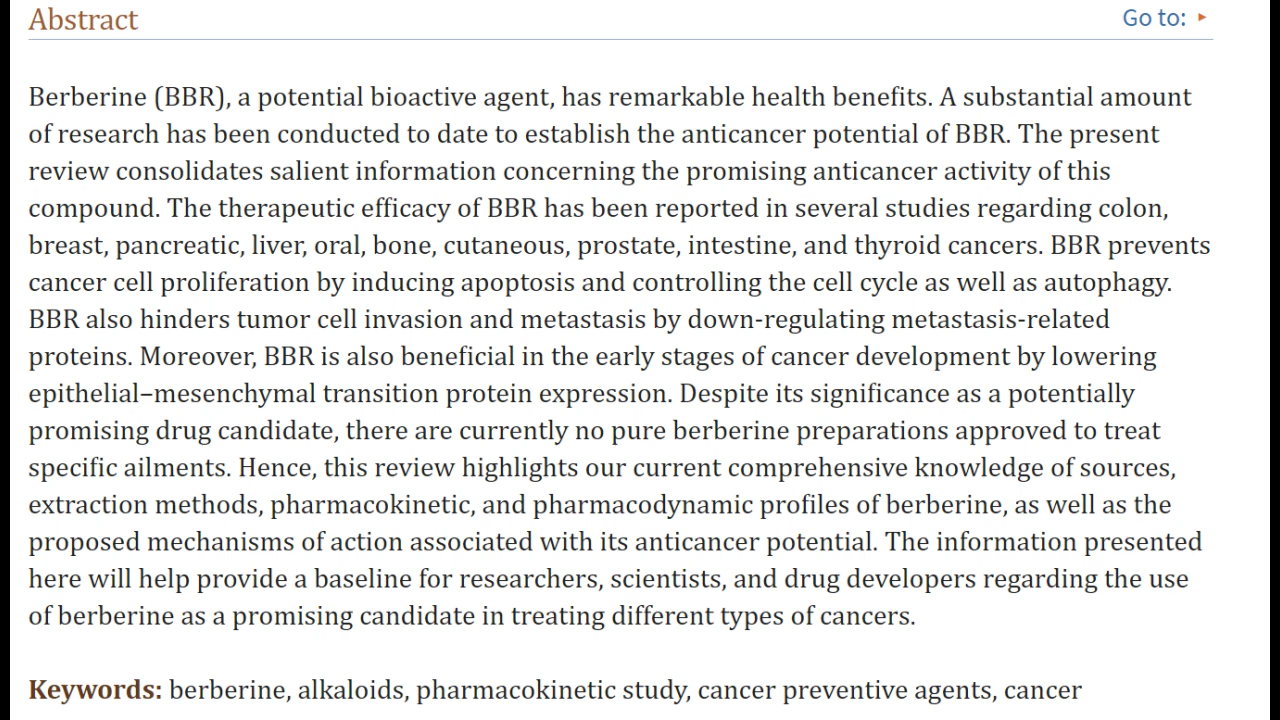 Abstract
Go to: ▸
Berberine (BBR), a potential bioactive agent, has remarkable health benefits. A substantial amount
of research has been conducted to date to establish the anticancer potential of BBR. The present
review consolidates salient information concerning the promising anticancer activity of this
compound. The therapeutic efficacy of BBR has been reported in several studies regarding colon,
breast, pancreatic, liver, oral, bone, cutaneous, prostate, intestine, and thyroid cancers. BBR prevents
cancer cell proliferation by inducing apoptosis and controlling the cell cycle as well as autophagy.
BBR also hinders tumor cell invasion and metastasis by down-regulating metastasis-related
proteins. Moreover, BBR is also beneficial in the early stages of cancer development by lowering
epithelial–mesenchymal transition protein expression. Despite its significance as a potentially
promising drug candidate, there are currently no pure berberine preparations approved to treat
specific ailments. Hence, this review highlights our current comprehensive knowledge of sources,
extraction methods, pharmacokinetic, and pharmacodynamic profiles of berberine, as well as the
proposed mechanisms of action associated with its anticancer potential. The information presented
here will help provide a baseline for researchers, scientists, and drug developers regarding the use
of berberine as a promising candidate in treating different types of cancers.
Keywords: berberine, alkaloids, pharmacokinetic study, cancer preventive agents, cancer